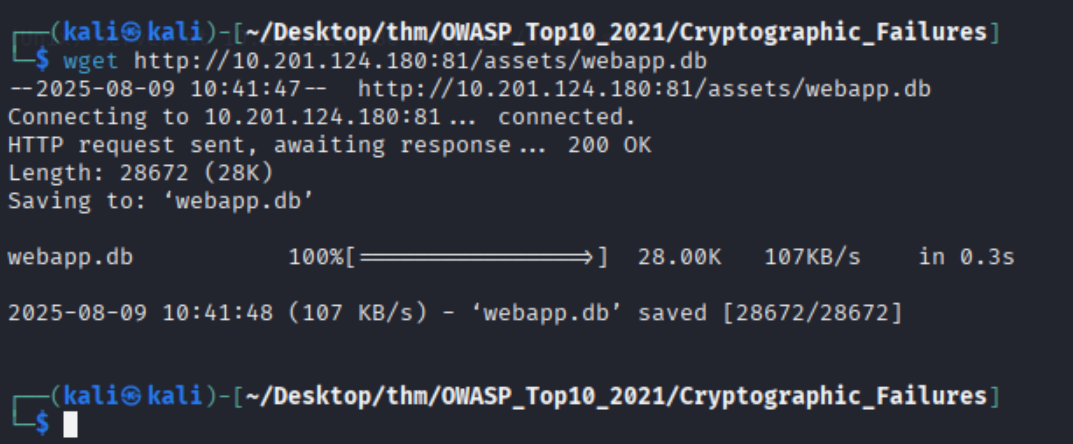 ┌──(kali㉿kali)-[~/Desktop/thm/OWASP_Top10_2021/Cryptographic_Failures]
└─$ wget http://10.201.124.180:81/assets/webapp.db
--2025-08-09 10:41:47-- http://10.201.124.180:81/assets/webapp.db
Connecting to 10.201.124.180:81... connected.
HTTP request sent, awaiting response... 200 OK
Length: 28672 (28K)
Saving to: ‘webapp.db’
webapp.db 100%[===================>] 28.00K 107KB/s in 0.3s
2025-08-09 10:41:48 (107 KB/s) - ‘webapp.db’ saved [28672/28672]
┌──(kali㉿kali)-[~/Desktop/thm/OWASP_Top10_2021/Cryptographic_Failures]
└─$